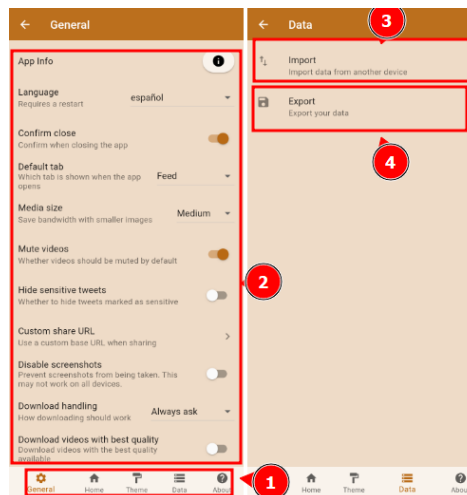 General
App Info
Language
Requires a restart
español
Confirm close
Confirm when closing the app
Default tab
Which tab is shown when the app
opens
Feed
Media size
Save bandwidth with smaller images
Medium
Mute videos
Whether videos should be muted by default
Hide sensitive tweets
Whether to hide tweets marked as sensitive
Custom share URL
Use a custom base URL when sharing
Disable screenshots
Prevent screenshots from being taken. This
may not work on all devices.
Download handling
How downloading should work
Always ask
Download videos with best quality
Download videos with the best quality
available
General Home Theme Data About
1
2
Data
3
Import
Import data from another device
Export
Export your data
4
Home Theme Data Abou